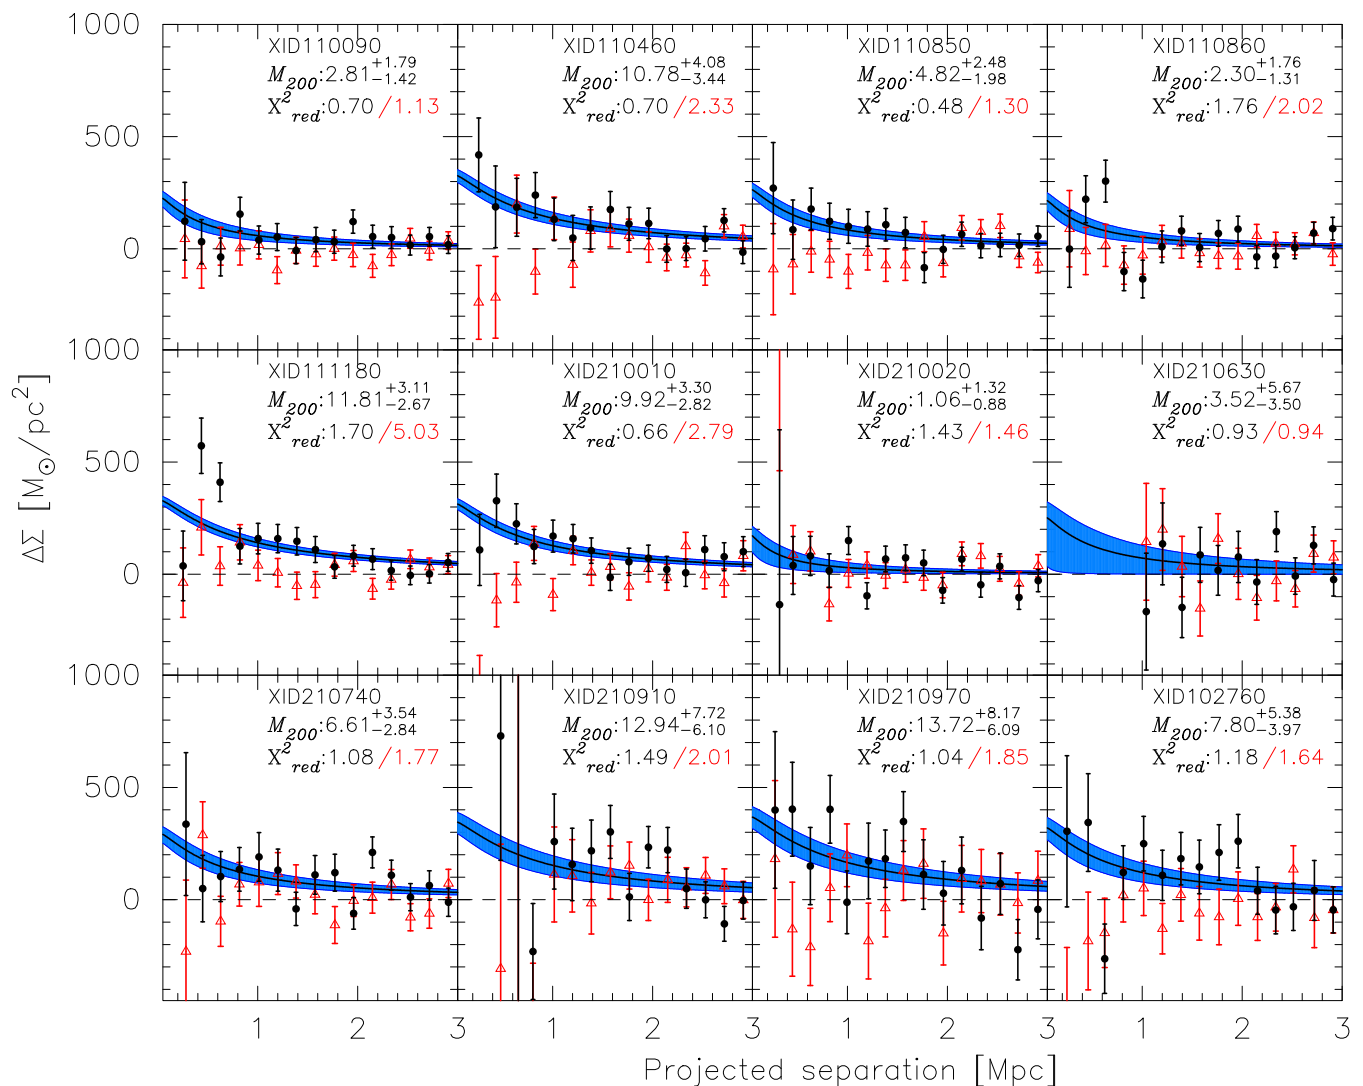 1000
XID110090
M200:2.81+1.79−1.42
X2red:0.70/1.13
XID110460
M200:10.78+4.08−3.44
X2red:0.70/2.33
XID110850
M200:4.82+2.48−1.98
X2red:0.48/1.30
XID110860
M200:2.30+1.76−1.31
X2red:1.76/2.02
500
0
1000
XID111180
M200:11.81+3.11−2.67
X2red:1.70/5.03
XID210010
M200:9.92+3.30−2.82
X2red:0.66/2.79
XID210020
M200:1.06+1.32−0.88
X2red:1.43/1.46
XID210630
M200:3.52+5.67−3.50
X2red:0.93/0.94
ΔΣ [M⊙/pc2]
500
0
1000
XID210740
M200:6.61+3.54−2.84
X2red:1.08/1.77
XID210910
M200:12.94+7.72−6.10
X2red:1.49/2.01
XID210970
M200:13.72+8.17−6.09
X2red:1.04/1.85
XID102760
M200:7.80+5.38−3.97
X2red:1.18/1.64
500
0
1 2 3 1 2 3 1 2 3 1 2 3
Projected separation [Mpc]